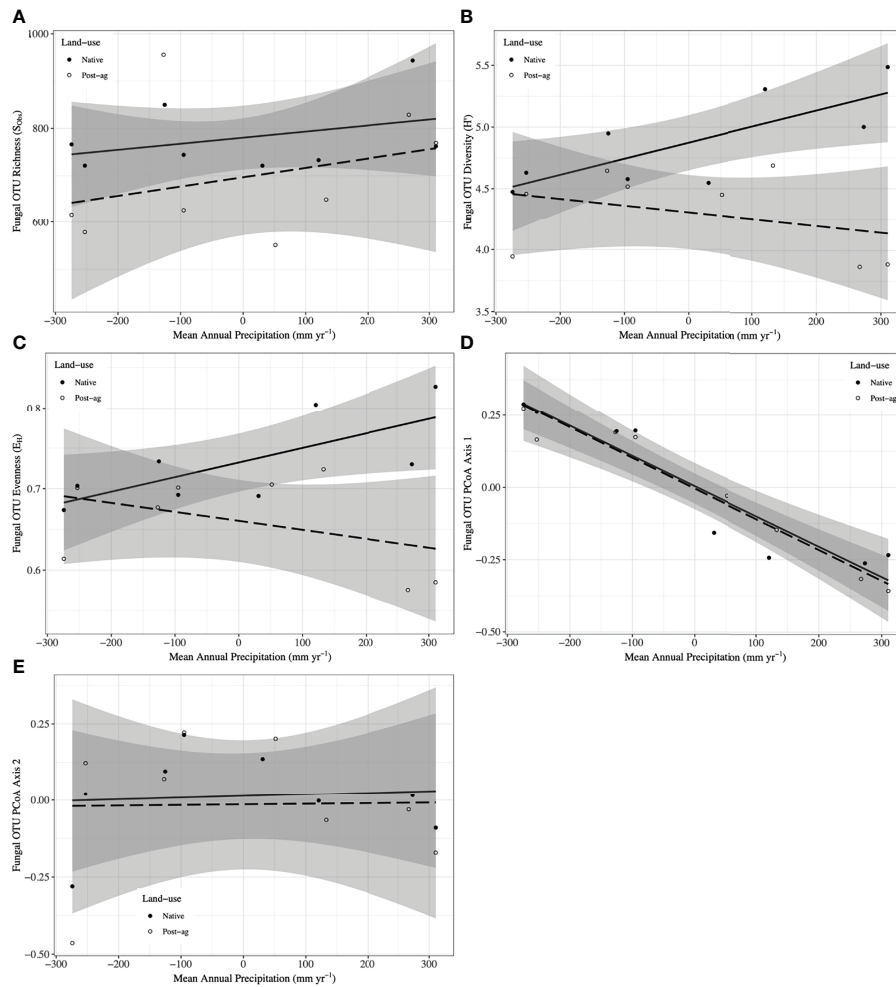 A
1000
800
600
Fungal OTU Richness (SObs)
Land-use
Native
Post-ag
−300 −200 −100 0 100 200 300
Mean Annual Precipitation (mm yr−1)
B
5.5
5.0
4.5
4.0
3.5
Fungal OTU Diversity (H')
Land-use
Native
Post-ag
−300 −200 −100 0 100 200 300
Mean Annual Precipitation (mm yr−1)
C
0.8
0.7
0.6
Fungal OTU Evenness (EH)
Land-use
Native
Post-ag
−300 −200 −100 0 100 200 300
Mean Annual Precipitation (mm yr−1)
D
0.25
0.00
−0.25
−0.50
Fungal OTU PCoA Axis 1
Land-use
Native
Post-ag
−300 −200 −100 0 100 200 300
Mean Annual Precipitation (mm yr−1)
E
0.25
0.00
−0.25
−0.50
Fungal OTU PCoA Axis 2
Land-use
Native
Post-ag
−300 −200 −100 0 100 200 300
Mean Annual Precipitation (mm yr−1)